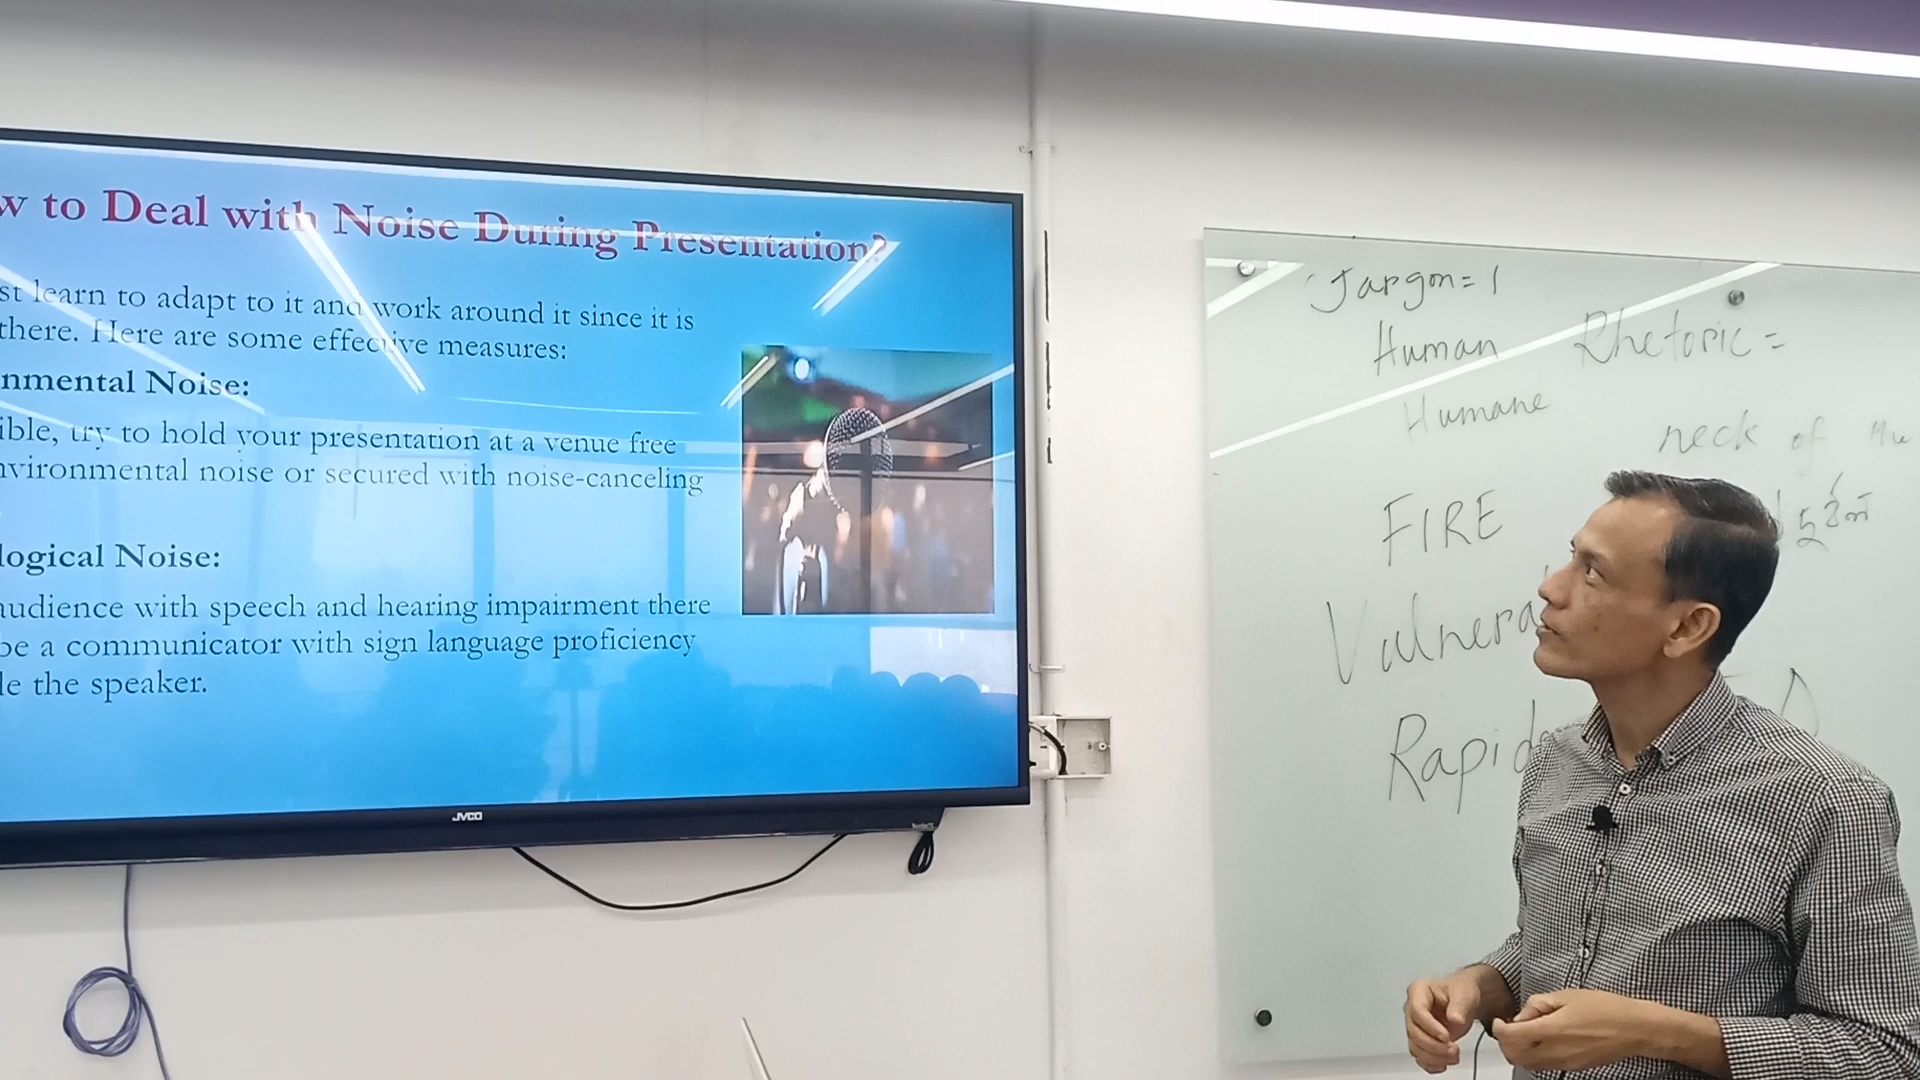 w to Deal with Noise During Presentation?
st learn to adapt to it and work around it since it is
there. Here are some effective measures:
nmental Noise:
ible, try to hold your presentation at a venue free
nvironmental noise or secured with noise-canceling
logical Noise:
audience with speech and hearing impairment there
be a communicator with sign language proficiency
le the speaker.
JVCO
Jargon = 1
Human
Rhetoric =
Humane
neck of the
FIRE
Vulnera
Rapid